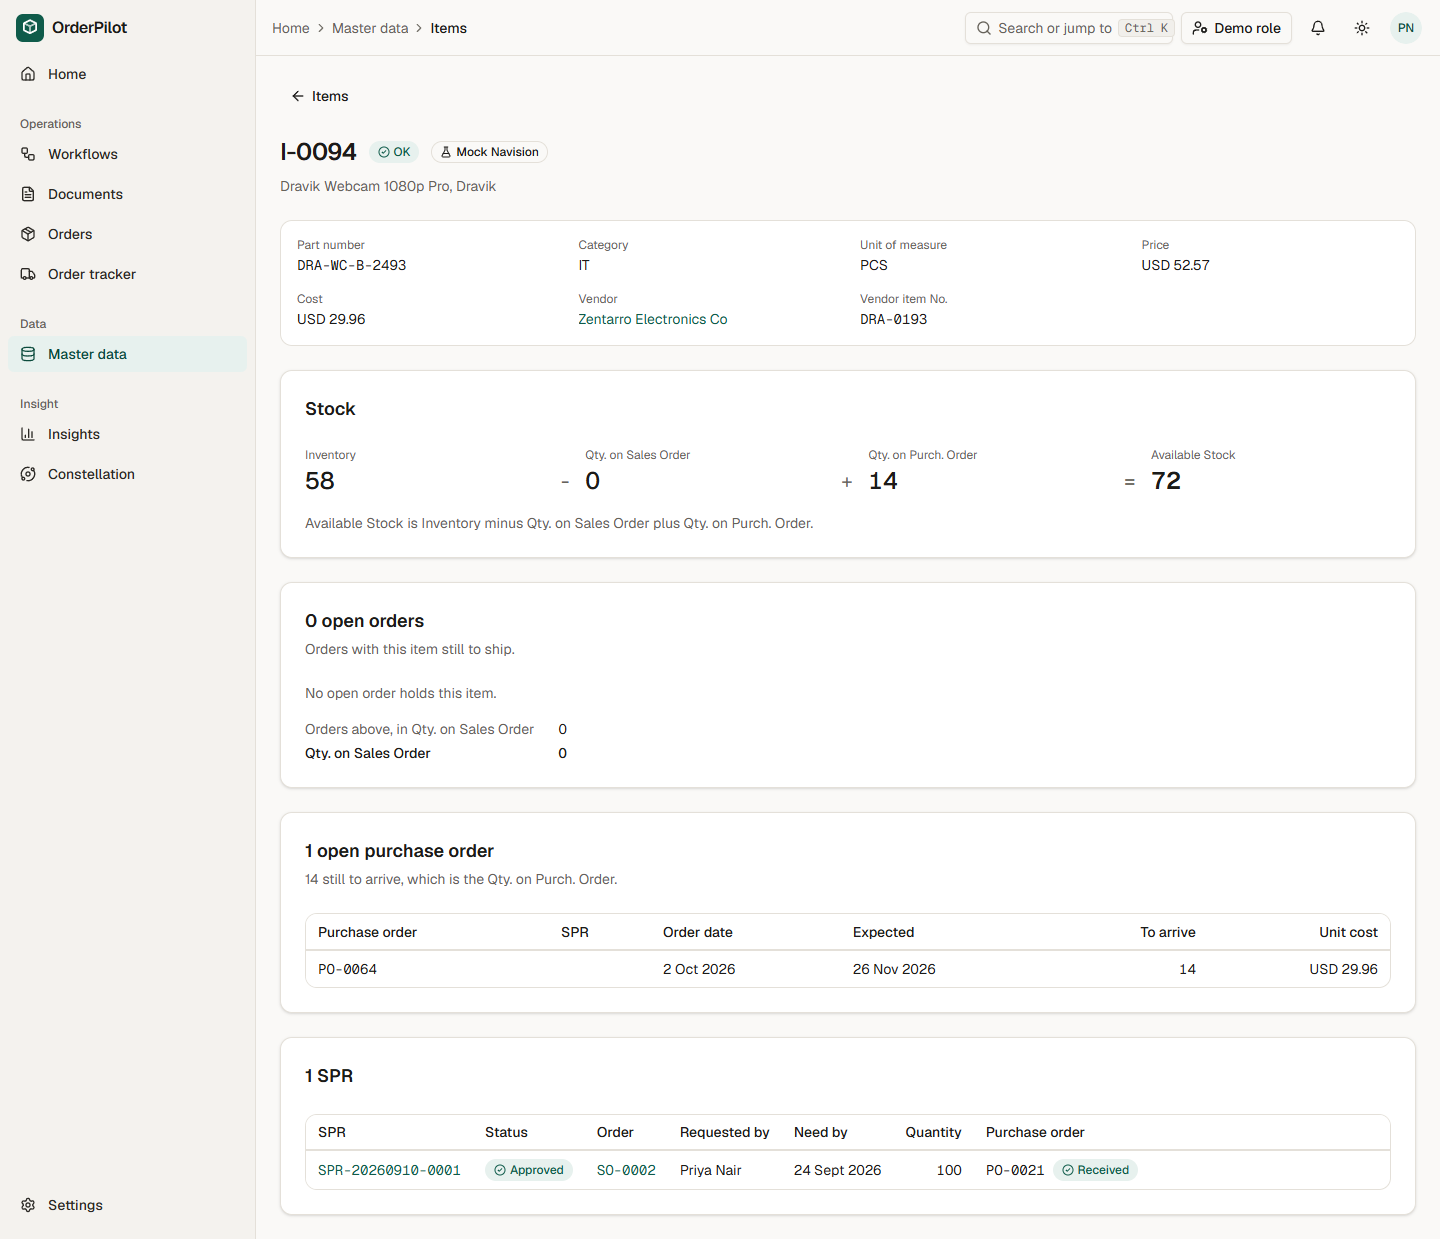 OrderPilot
Home
Operations
Workflows
Documents
Orders
Order tracker
Data
Master data
Insight
Insights
Constellation
Settings
Home > Master data > Items
Search or jump to Ctrl K
Demo role
PN
Items
I-0094 OK Mock Navision
Dravik Webcam 1080p Pro, Dravik
Part number Category Unit of measure Price
DRA-WC-B-2493 IT PCS USD 52.57
Cost Vendor Vendor item No.
USD 29.96 Zentarro Electronics Co DRA-0193
Stock
Inventory Qty. on Sales Order Qty. on Purch. Order Available Stock
58 - 0 + 14 = 72
Available Stock is Inventory minus Qty. on Sales Order plus Qty. on Purch. Order.
0 open orders
Orders with this item still to ship.
No open order holds this item.
Orders above, in Qty. on Sales Order 0
Qty. on Sales Order 0
1 open purchase order
14 still to arrive, which is the Qty. on Purch. Order.
Purchase order SPR Order date Expected To arrive Unit cost
PO-0064 2 Oct 2026 26 Nov 2026 14 USD 29.96
1 SPR
SPR Status Order Requested by Need by Quantity Purchase order
SPR-20260910-0001 Approved SO-0002 Priya Nair 24 Sept 2026 100 PO-0021 Received